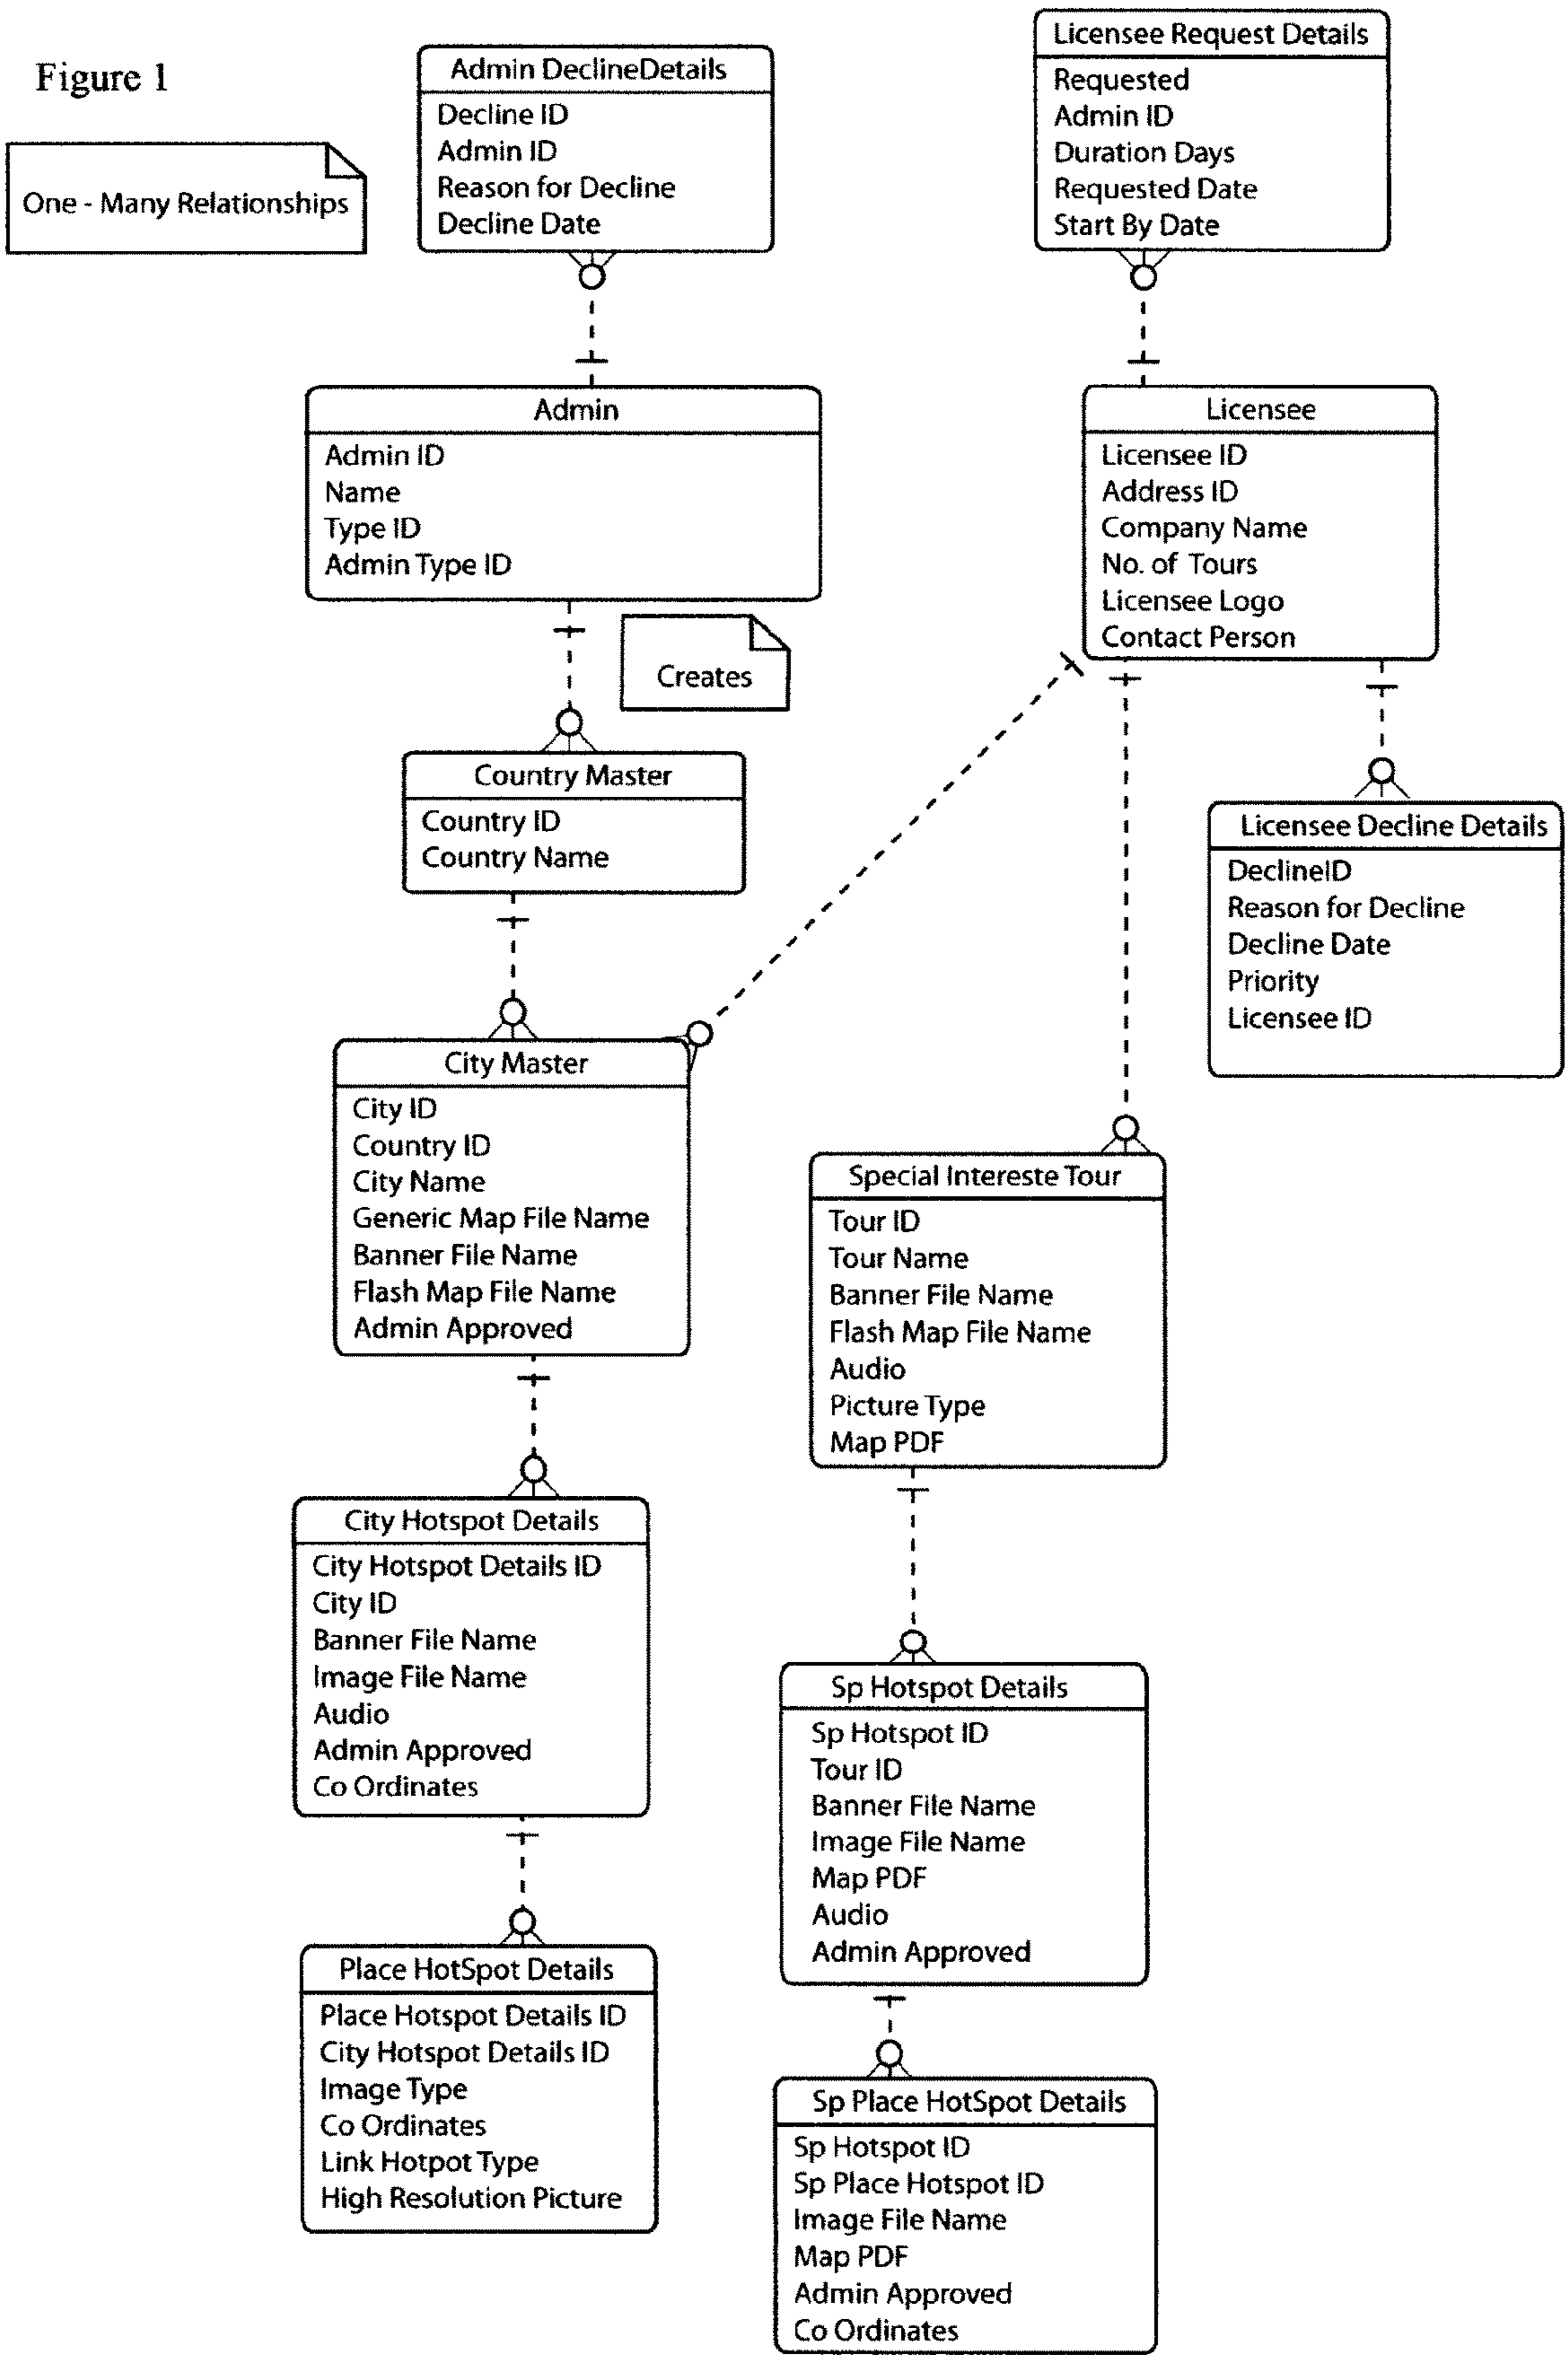 Figure 1
One - Many Relationships
Admin DeclineDetails
Decline ID
Admin ID
Reason for Decline
Decline Date
Licensee Request Details
Requested
Admin ID
Duration Days
Requested Date
Start By Date
Admin
Admin ID
Name
Type ID
Admin Type ID
Licensee
Licensee ID
Address ID
Company Name
No. of Tours
Licensee Logo
Contact Person
Creates
Country Master
Country ID
Country Name
Licensee Decline Details
DeclineID
Reason for Decline
Decline Date
Priority
Licensee ID
City Master
City ID
Country ID
City Name
Generic Map File Name
Banner File Name
Flash Map File Name
Admin Approved
Special Intereste Tour
Tour ID
Tour Name
Banner File Name
Flash Map File Name
Audio
Picture Type
Map PDF
City Hotspot Details
City Hotspot Details ID
City ID
Banner File Name
Image File Name
Audio
Admin Approved
Co Ordinates
Sp Hotspot Details
Sp Hotspot ID
Tour ID
Banner File Name
Image File Name
Map PDF
Audio
Admin Approved
Place HotSpot Details
Place Hotspot Details ID
City Hotspot Details ID
Image Type
Co Ordinates
Link Hotpot Type
High Resolution Picture
Sp Place HotSpot Details
Sp Hotspot ID
Sp Place Hotspot ID
Image File Name
Map PDF
Admin Approved
Co Ordinates